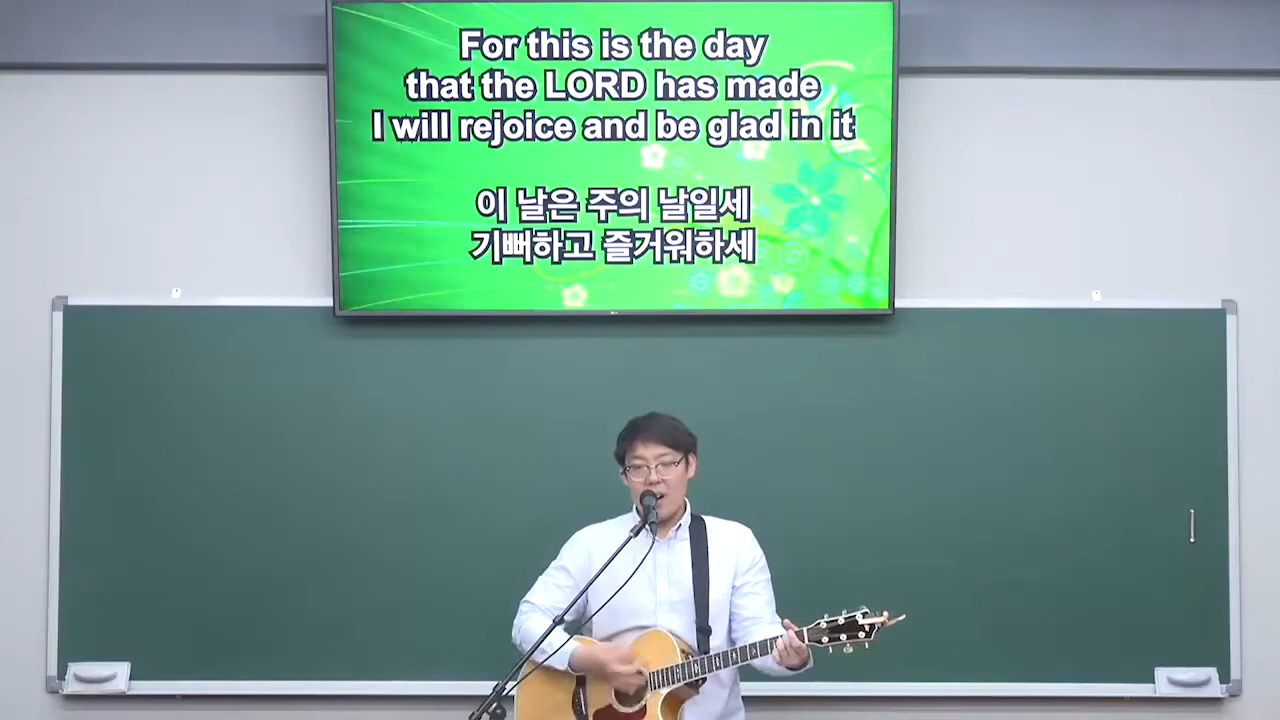 For this is the day
that the LORD has made
I will rejoice and be glad in it
이 날은 주의 날일세
기뻐하고 즐거워하세